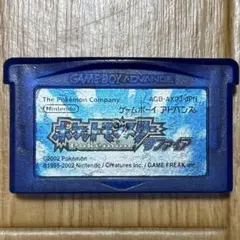 GAME BOY ADVANCE
The Pokémon Company
AGB-AXPJ-JPN
Nintendo
ゲームボーイ アドバンス
ポケットモンスター
サファイア
©2002 Pokémon
©1995-2002 Nintendo / Creatures inc. / GAME FREAK inc.